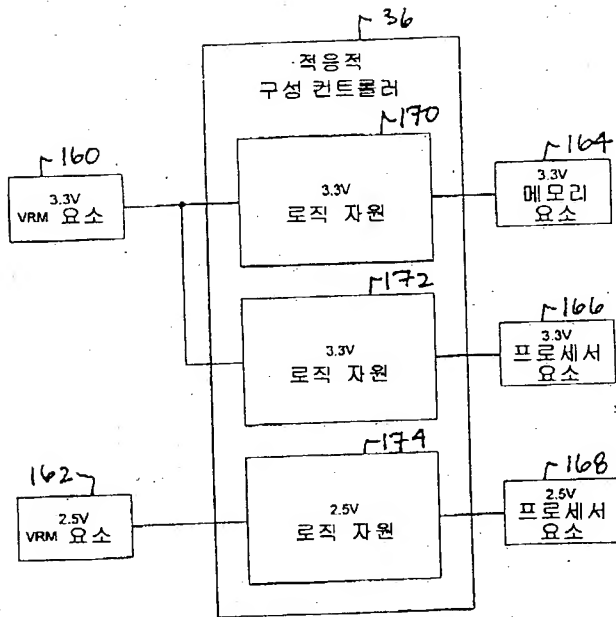 36
적응적
구성 컨트롤러
170
3.3V
로직 자원
160
3.3V
VRM 요소
164
3.3V
메모리
요소
172
3.3V
로직 자원
166
3.3V
프로세서
요소
174
2.5V
로직 자원
162
2.5V
VRM 요소
168
2.5V
프로세서
요소